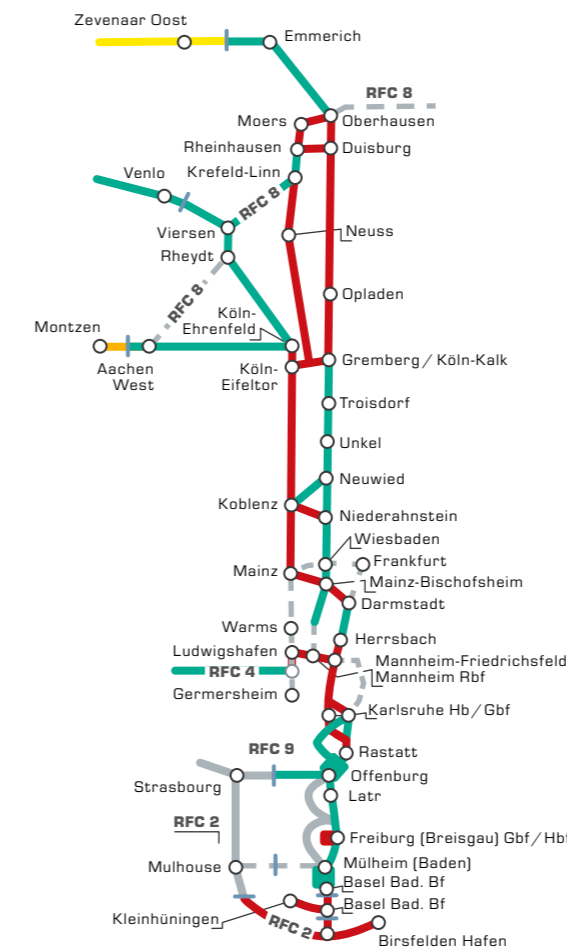 Zevenaar Oost
Emmerich
RFC 8
Moers
Oberhausen
Rheinhausen
Duisburg
Venlo
Krefeld-Linn
RFC 8
Viersen
Neuss
Rheydt
RFC 8
Opladen
Montzen
Köln-
Ehrenfeld
Aachen
West
Köln-
Eifeltor
Gremberg / Köln-Kalk
Troisdorf
Unkel
Neuwied
Koblenz
Niederahnstein
Wiesbaden
Frankfurt
Mainz
Mainz-Bischofsheim
Darmstadt
Warms
Herrsbach
Ludwigshafen
Mannheim-Friedrichsfeld
RFC 4
Mannheim Rbf
Germersheim
Karlsruhe Hb / Gbf
RFC 9
Rastatt
Strasbourg
Offenburg
Latr
RFC 2
Freiburg (Breisgau) Gbf / Hbf
Mulhouse
Mülheim (Baden)
Basel Bad. Bf
Basel Bad. Bf
Kleinhüningen
RFC 2
Birsfelden Hafen